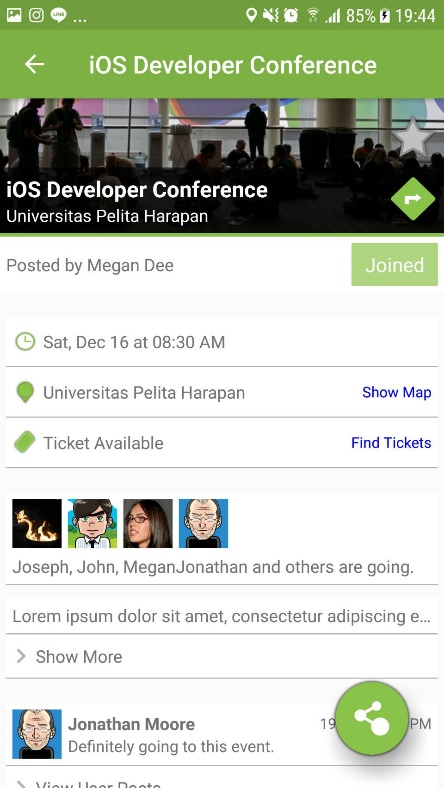 85% 19:44
iOS Developer Conference
iOS Developer Conference
Universitas Pelita Harapan
Posted by Megan Dee
Joined
Sat, Dec 16 at 08:30 AM
Universitas Pelita Harapan
Show Map
Ticket Available
Find Tickets
Joseph, John, MeganJonathan and others are going.
Lorem ipsum dolor sit amet, consectetur adipiscing e...
Show More
Jonathan Moore
19 PM
Definitely going to this event.
View User Posts